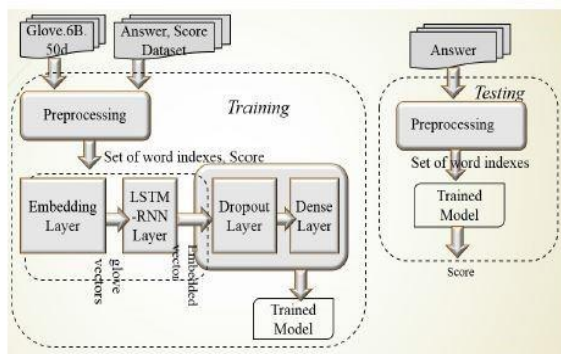 Glove.6B.
50d
Answer, Score
Dataset
Training
Preprocessing
Set of word indexes, Score
Embedding
Layer
LSTM
-RNN
Layer
Dropout
Layer
Dense
Layer
glove
vectors
Embedded
vector
Trained
Model
Answer
Testing
Preprocessing
Set of word indexes
Trained
Model
Score